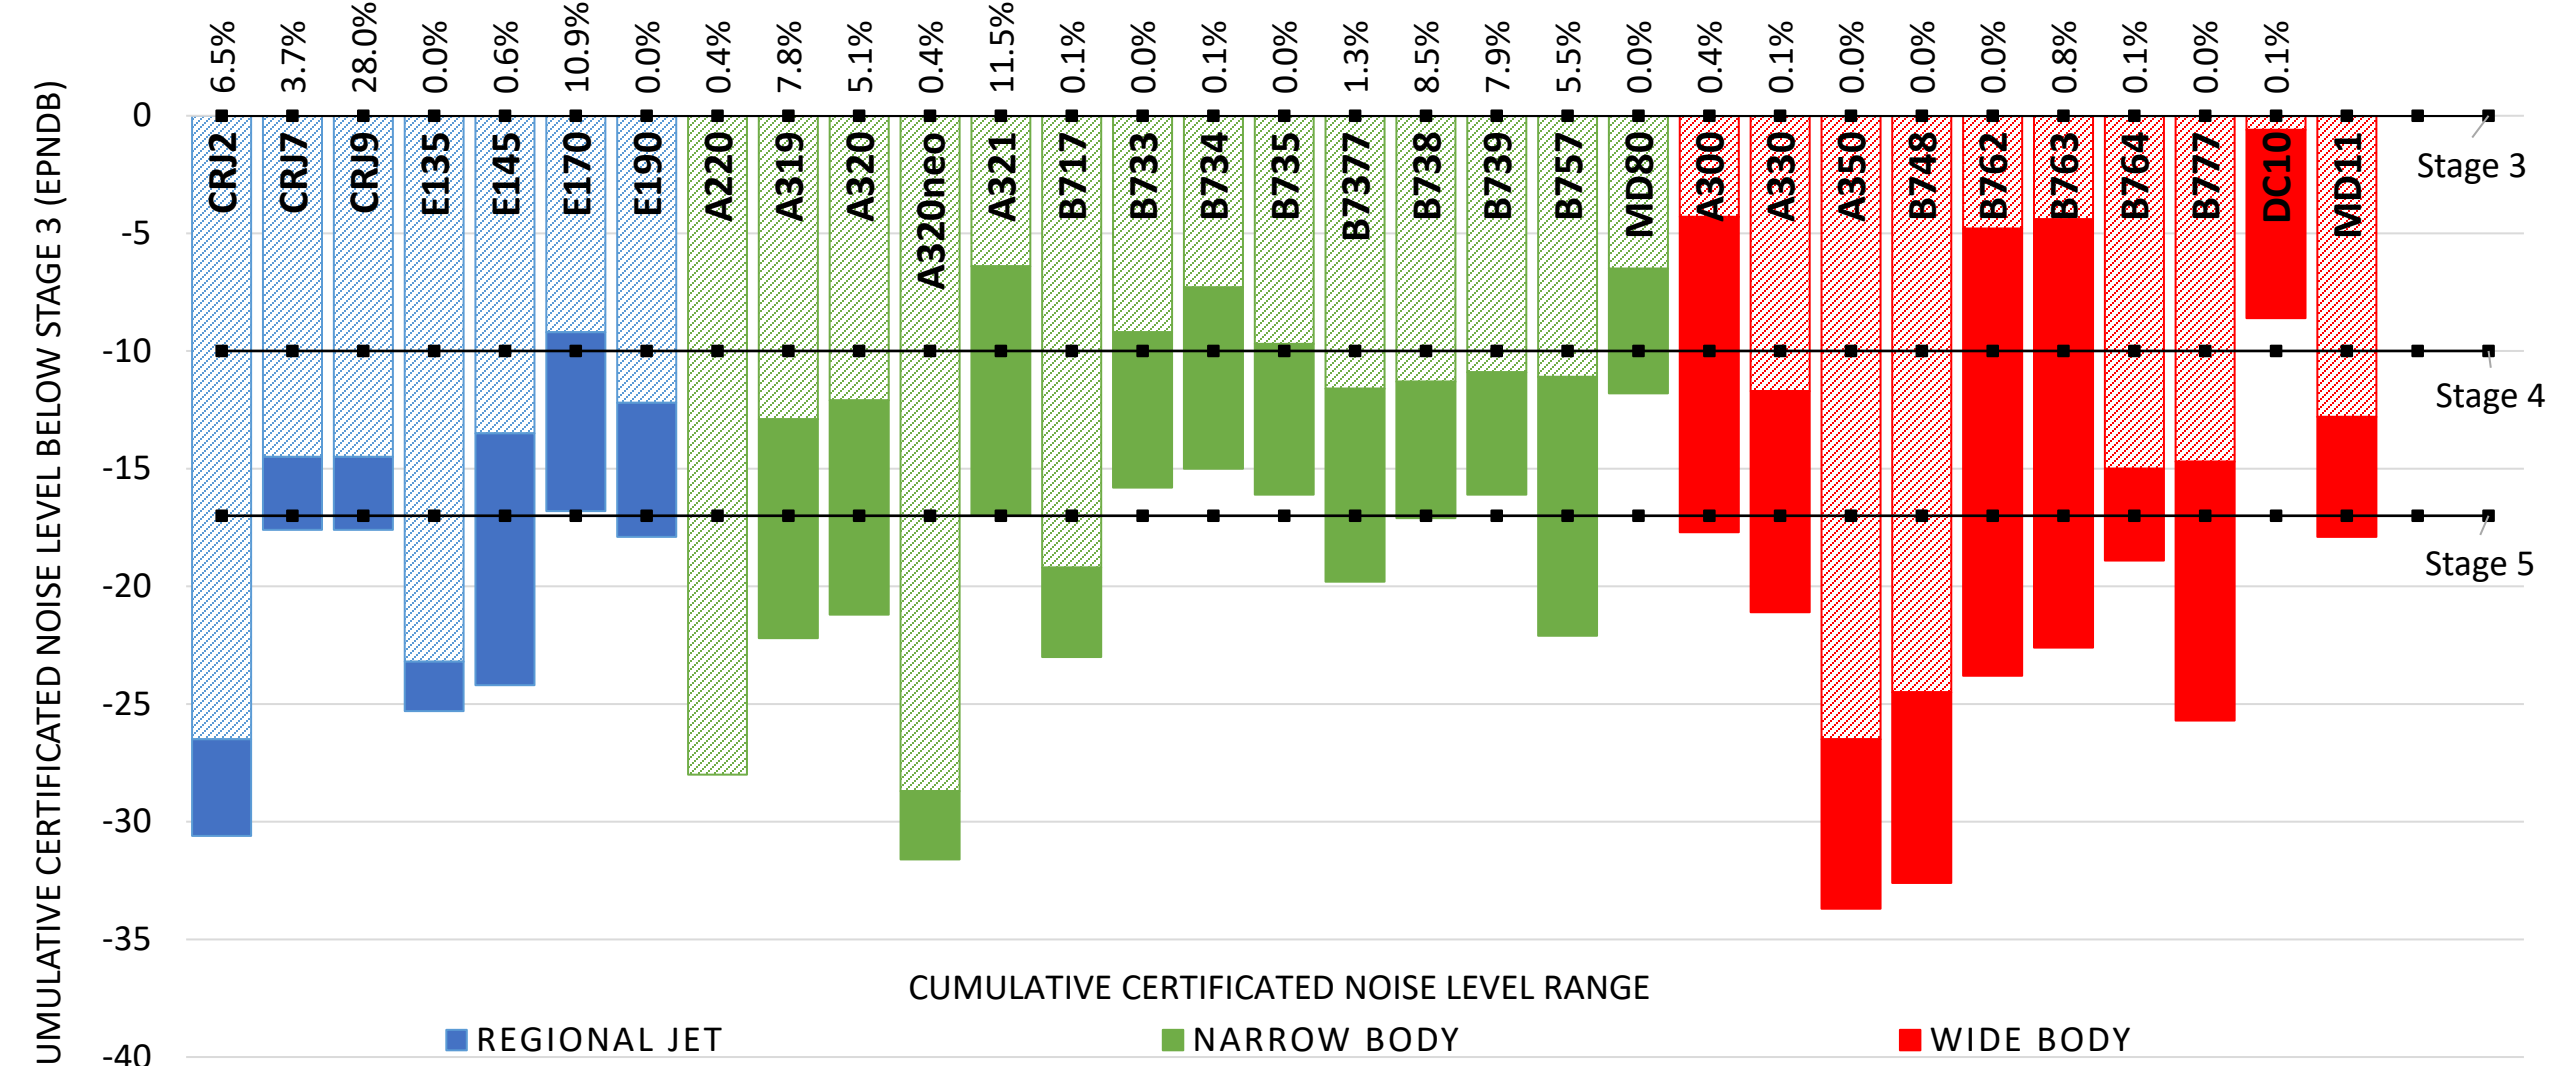 6.5% 3.7% 28.0% 0.0% 0.6% 10.9% 0.0% 0.4% 7.8% 5.1% 0.4% 11.5% 0.1% 0.0% 0.1% 0.0% 1.3% 8.5% 7.9% 5.5% 0.0% 0.4% 0.1% 0.0% 0.0% 0.0% 0.8% 0.1% 0.0% 0.1%
CRJ2 CRJ7 CRJ9 E135 E145 E170 E190 A220 A319 A320 A320neo A321 B717 B733 B734 B735 B7377 B738 B739 B757 MD80 A300 A330 A350 B748 B762 B763 B764 B777 DC10 MD11
UMULATIVE CERTIFICATED NOISE LEVEL BELOW STAGE 3 (EPNDB)
0
-5
-10
-15
-20
-25
-30
-35
-40
Stage 3
Stage 4
Stage 5
CUMULATIVE CERTIFICATED NOISE LEVEL RANGE
REGIONAL JET NARROW BODY WIDE BODY